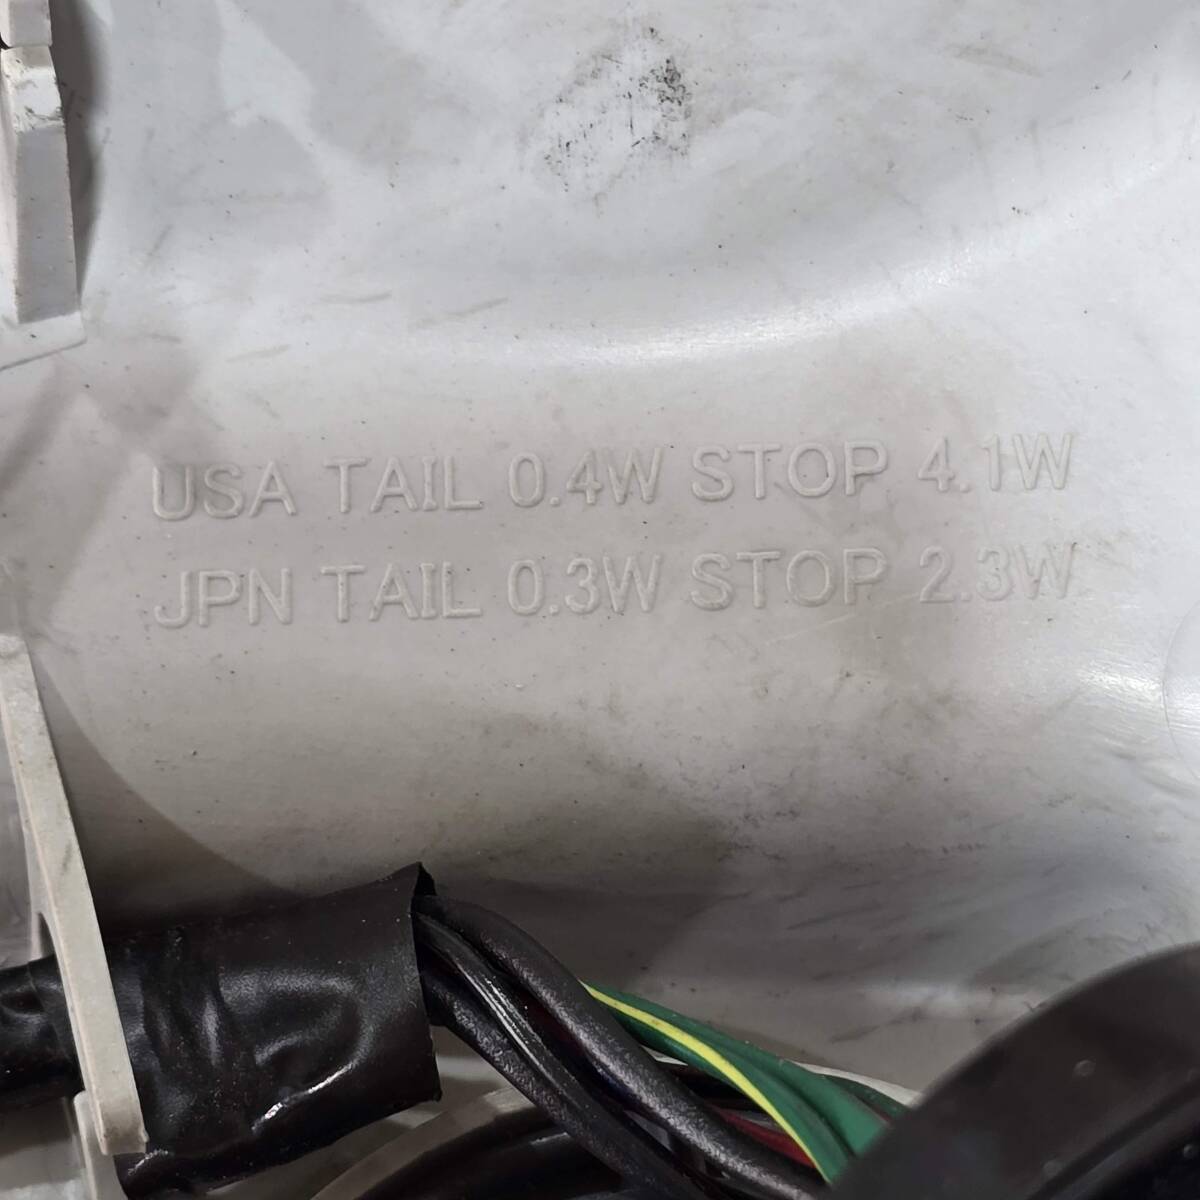 USA TAIL 0.4W STOP 4.1W
JPN TAIL 0.3W STOP 2.3W